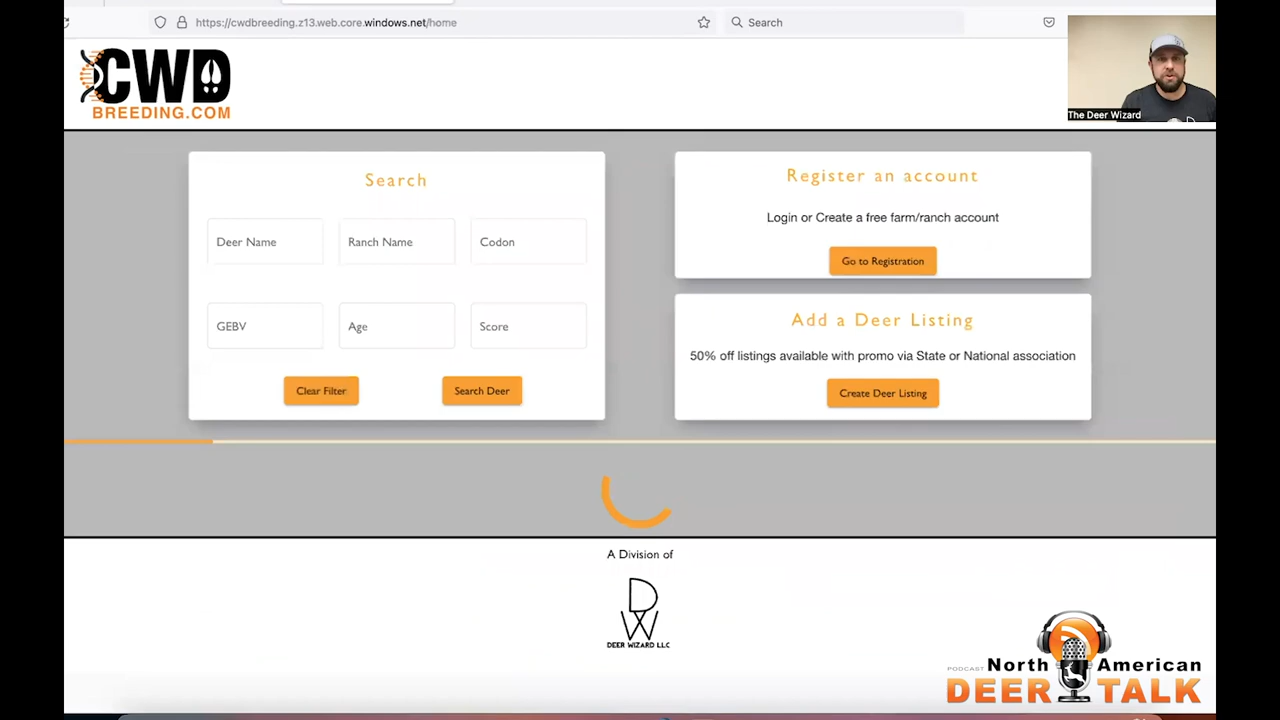 https://cwdbreeding.z13.web.core.windows.net/home
Search
CWD
BREEDING.COM
The Deer Wizard
Search
Deer Name
Ranch Name
Codon
GEBV
Age
Score
Clear Filter
Search Deer
Register an account
Login or Create a free farm/ranch account
Go to Registration
Add a Deer Listing
50% off listings available with promo via State or National association
Create Deer Listing
A Division of
DW
DEER WIZARD LLC
PODCAST North American
DEER TALK